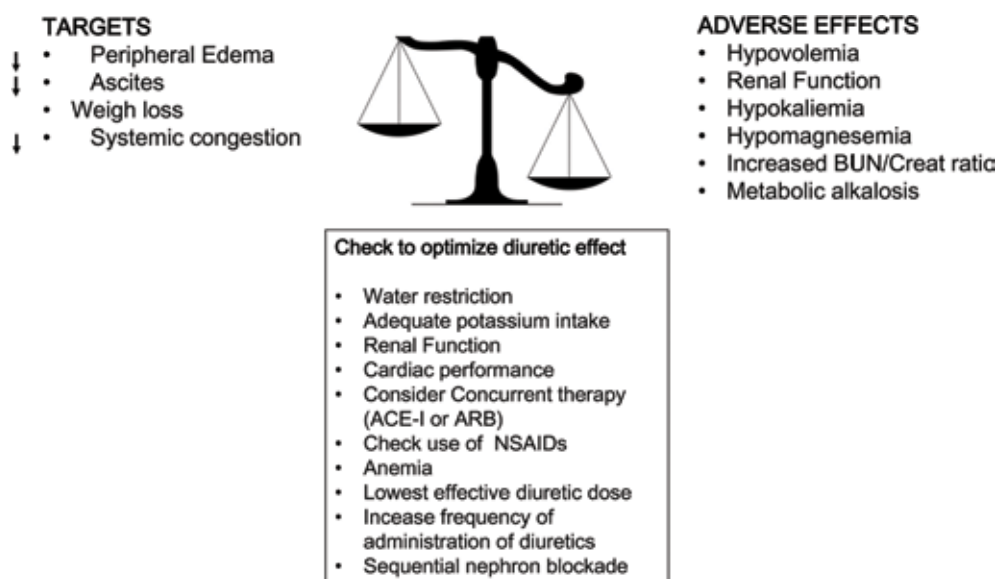 TARGETS
↓ • Peripheral Edema
↓ • Ascites
• Weigh loss
↓ • Systemic congestion
ADVERSE EFFECTS
• Hypovolemia
• Renal Function
• Hypokaliemia
• Hypomagnesemia
• Increased BUN/Creat ratio
• Metabolic alkalosis
Check to optimize diuretic effect
• Water restriction
• Adequate potassium intake
• Renal Function
• Cardiac performance
• Consider Concurrent therapy
(ACE-I or ARB)
• Check use of NSAIDs
• Anemia
• Lowest effective diuretic dose
• Incease frequency of
administration of diuretics
• Sequential nephron blockade